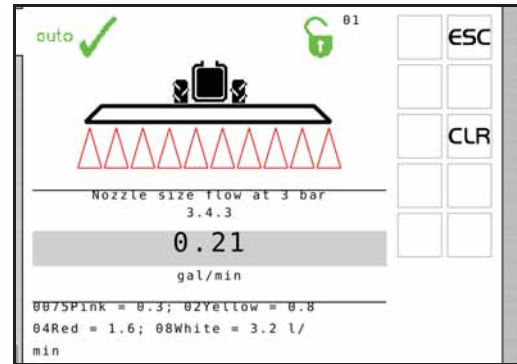 auto
01
ESC
CLR
Nozzle size flow at 3 bar
3.4.3
0.21
gal/min
0075Pink = 0.3; 02Yellow = 0.8
04Red = 1.6; 08White = 3.2 l/
min